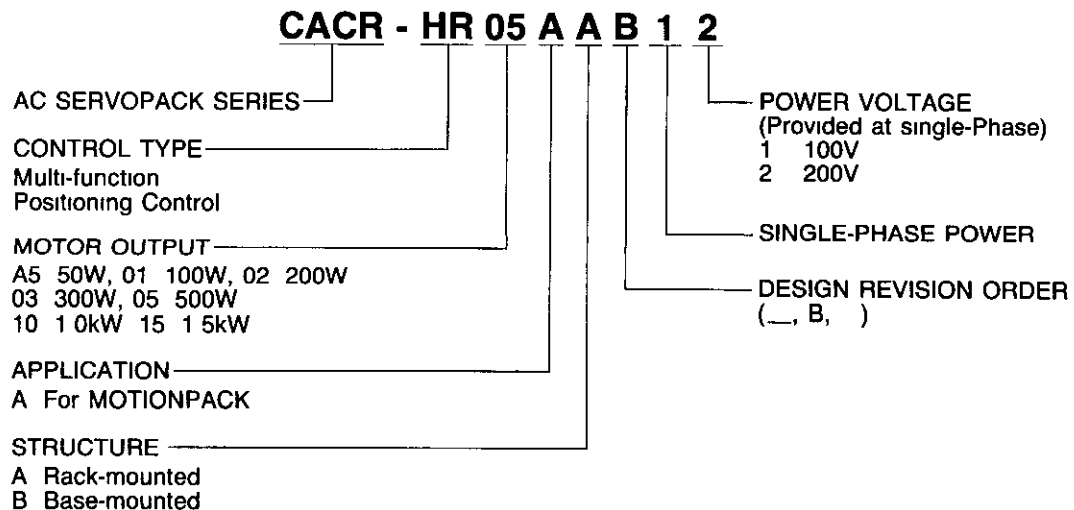 CACR - HR 05 A A B 1 2
AC SERVOPACK SERIES
CONTROL TYPE
Multi-function
Positioning Control
MOTOR OUTPUT
A5 50W, 01 100W, 02 200W
03 300W, 05 500W
10 1 0kW 15 1 5kW
APPLICATION
A For MOTIONPACK
STRUCTURE
A Rack-mounted
B Base-mounted
POWER VOLTAGE
(Provided at single-Phase)
1 100V
2 200V
SINGLE-PHASE POWER
DESIGN REVISION ORDER
(__, B, )